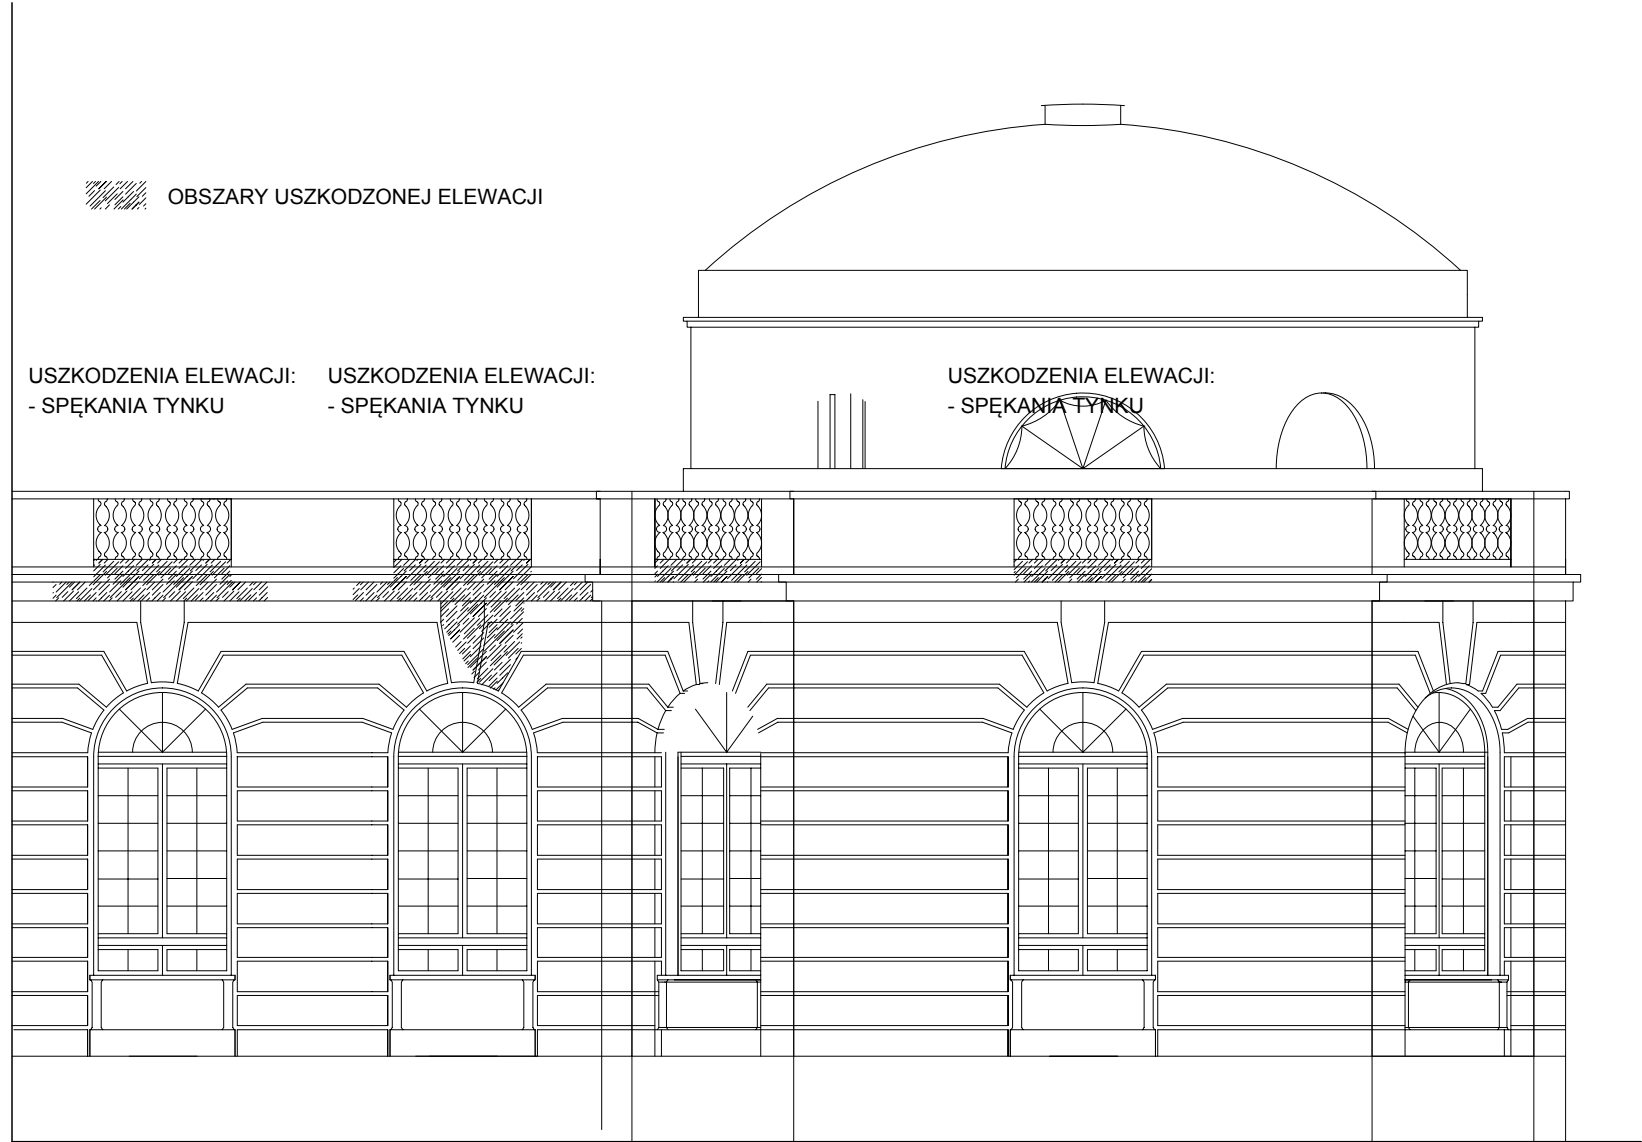 OBSZARY USZKODZONEJ ELEWACJI
USZKODZENIA ELEWACJI:
- SPĘKANIA TYNKU
USZKODZENIA ELEWACJI:
- SPĘKANIA TYNKU
USZKODZENIA ELEWACJI:
- SPĘKANIA TYNKU